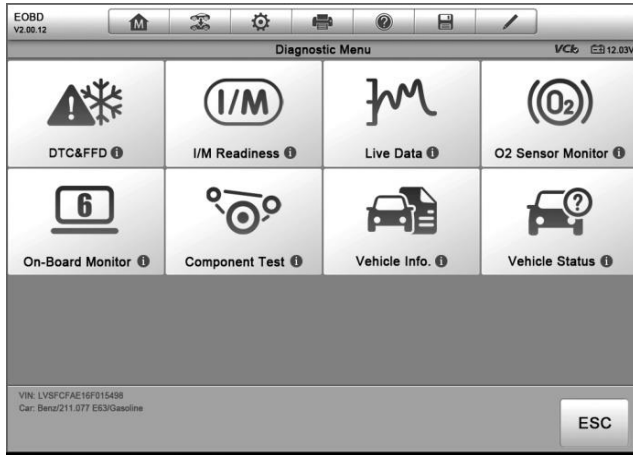 EOBD
V2.00.12
M
?
Diagnostic Menu
VCI
12.03V
I/M
O2
DTC&FFD i
I/M Readiness i
Live Data i
O2 Sensor Monitor i
6
?
On-Board Monitor i
Component Test i
Vehicle Info. i
Vehicle Status i
VIN: LVSFCFAE16F015498
Car: Benz/211.077 E63/Gasoline
ESC